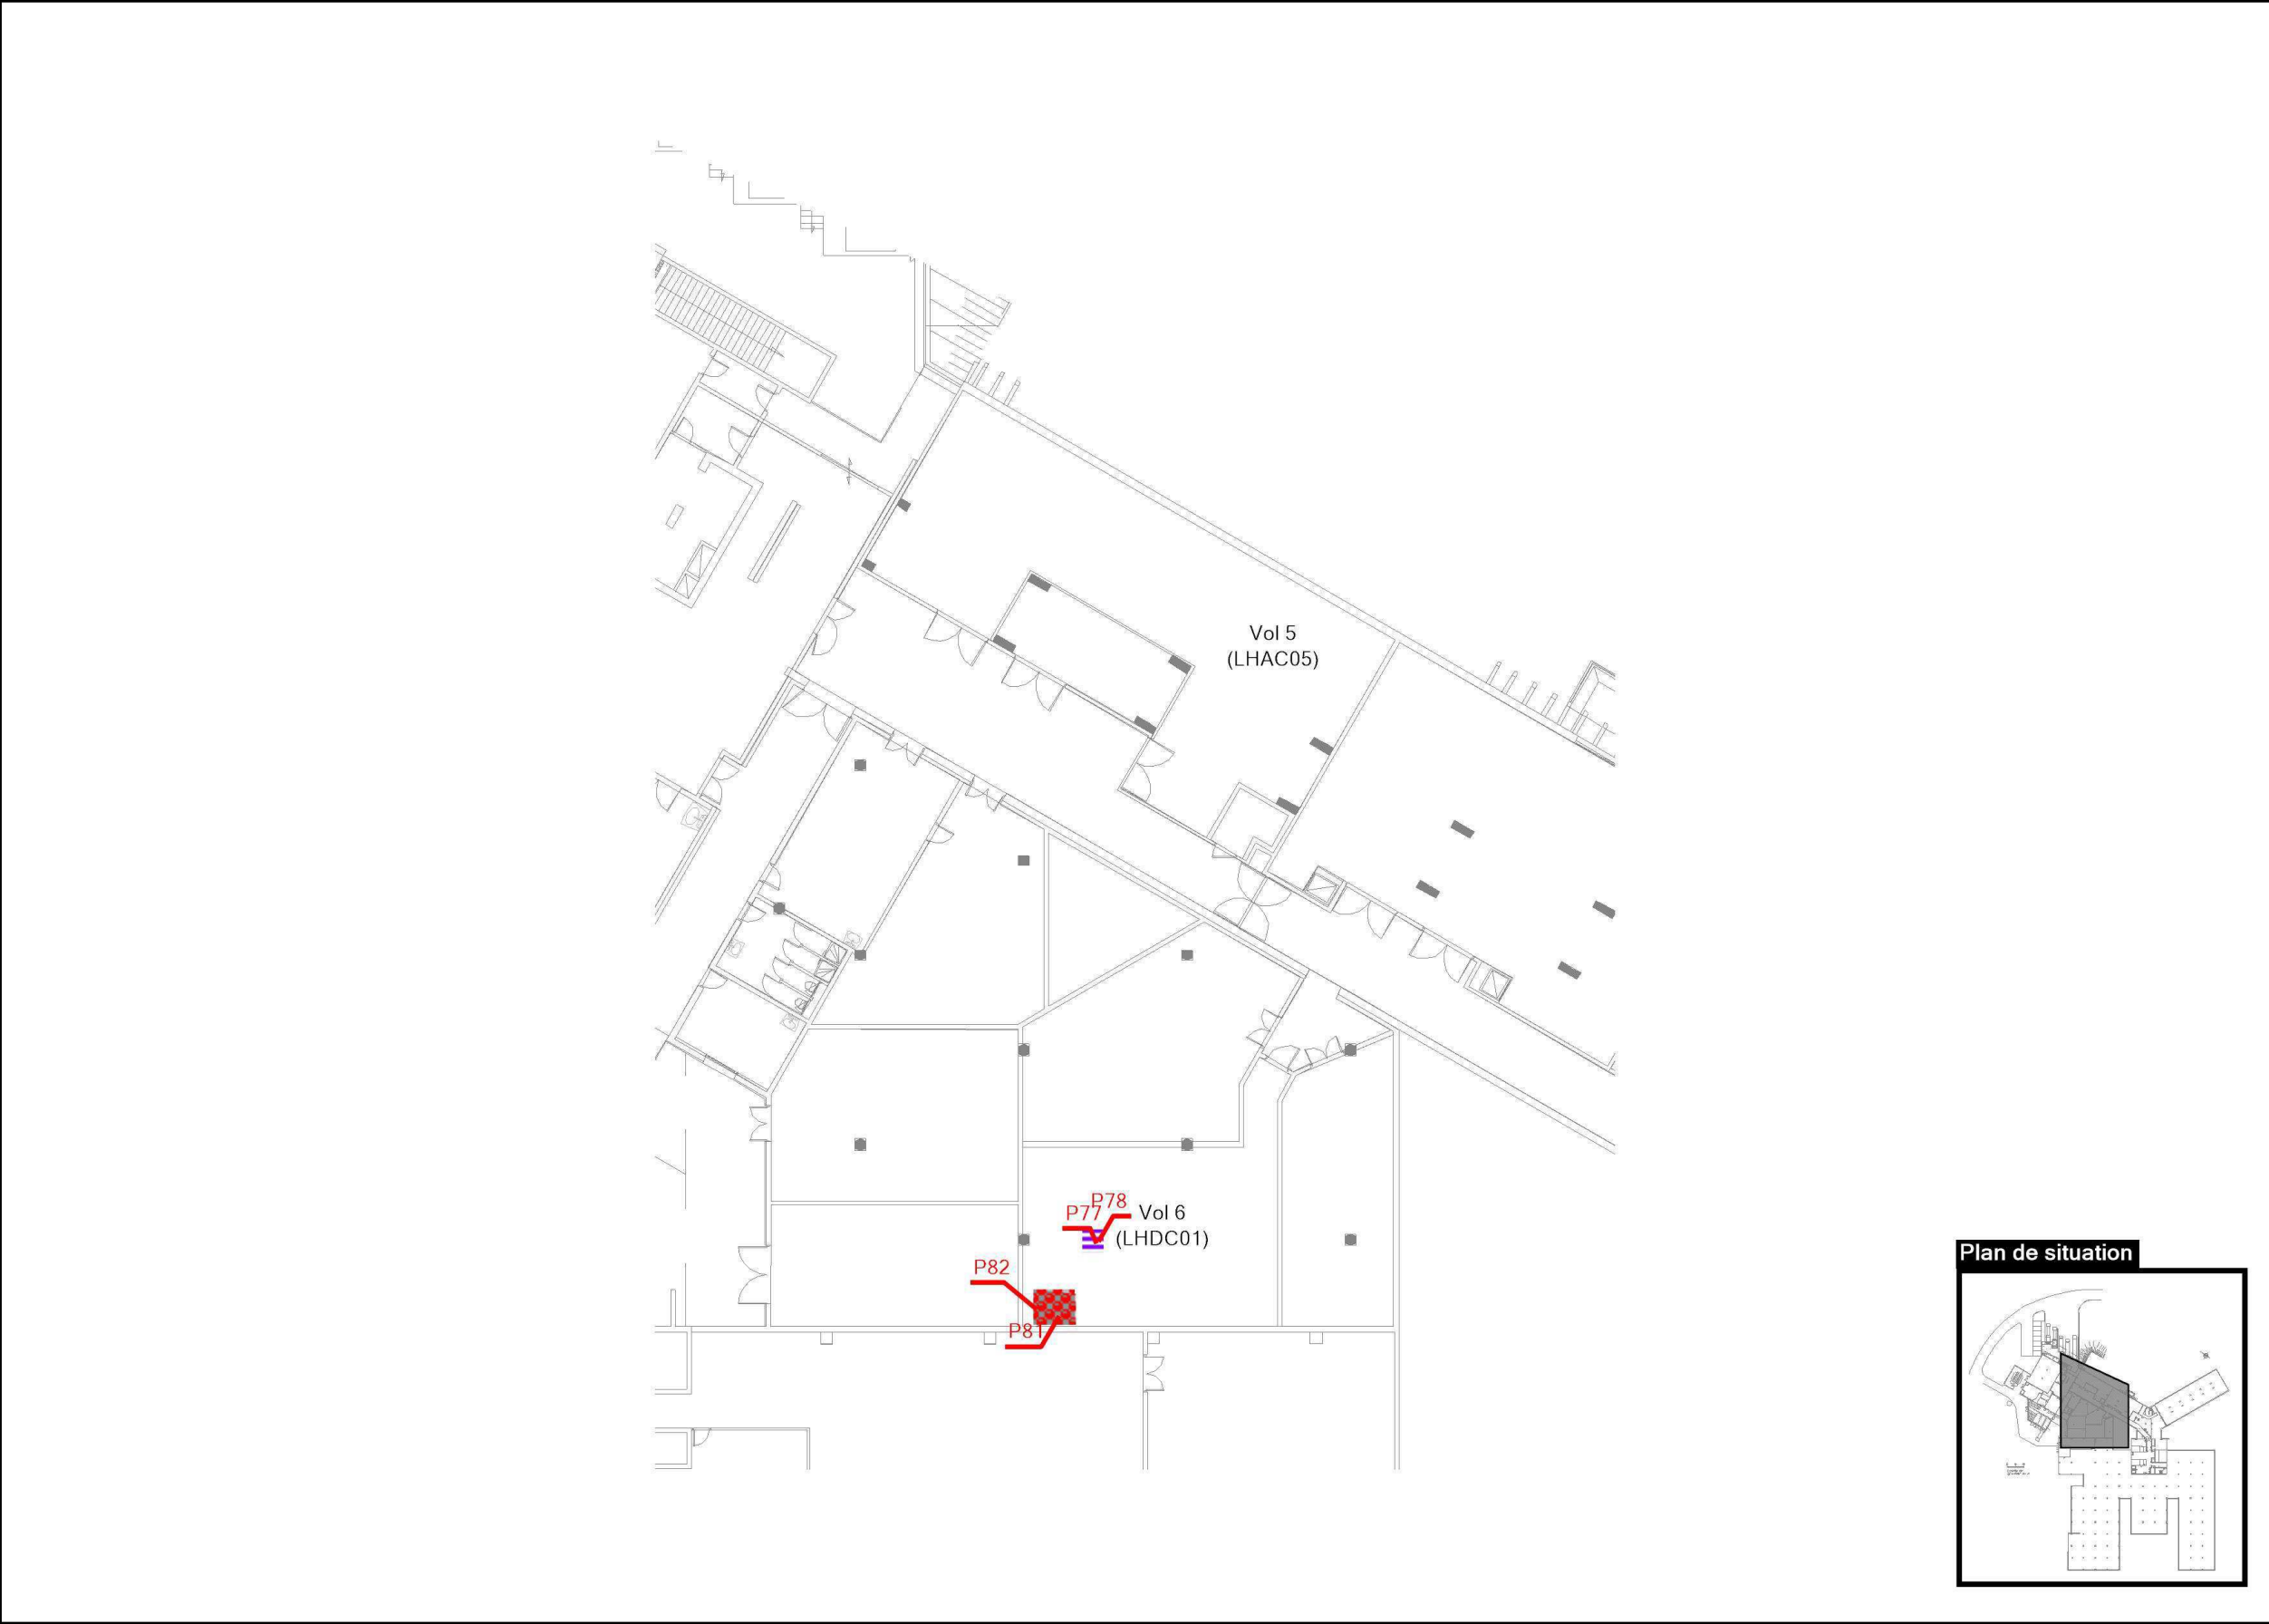 Vol 5
(LHAC05)
P78
P77
Vol 6
(LHDC01)
P82
P81
Plan de situation